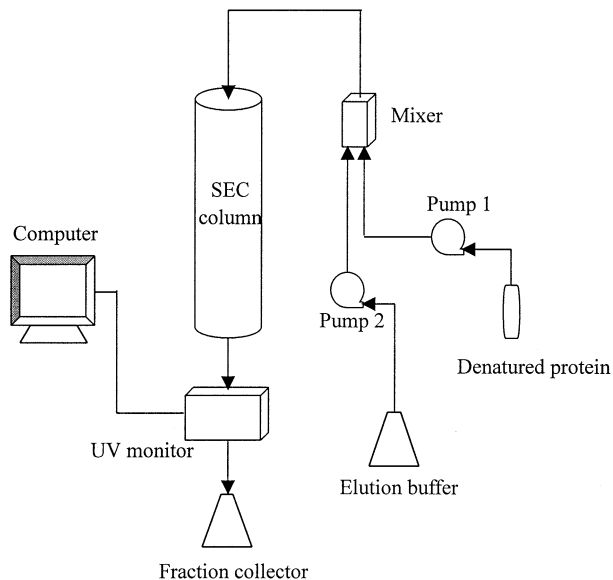 Mixer
SEC
column
Pump 1
Computer
Pump 2
Denatured protein
UV monitor
Elution buffer
Fraction collector